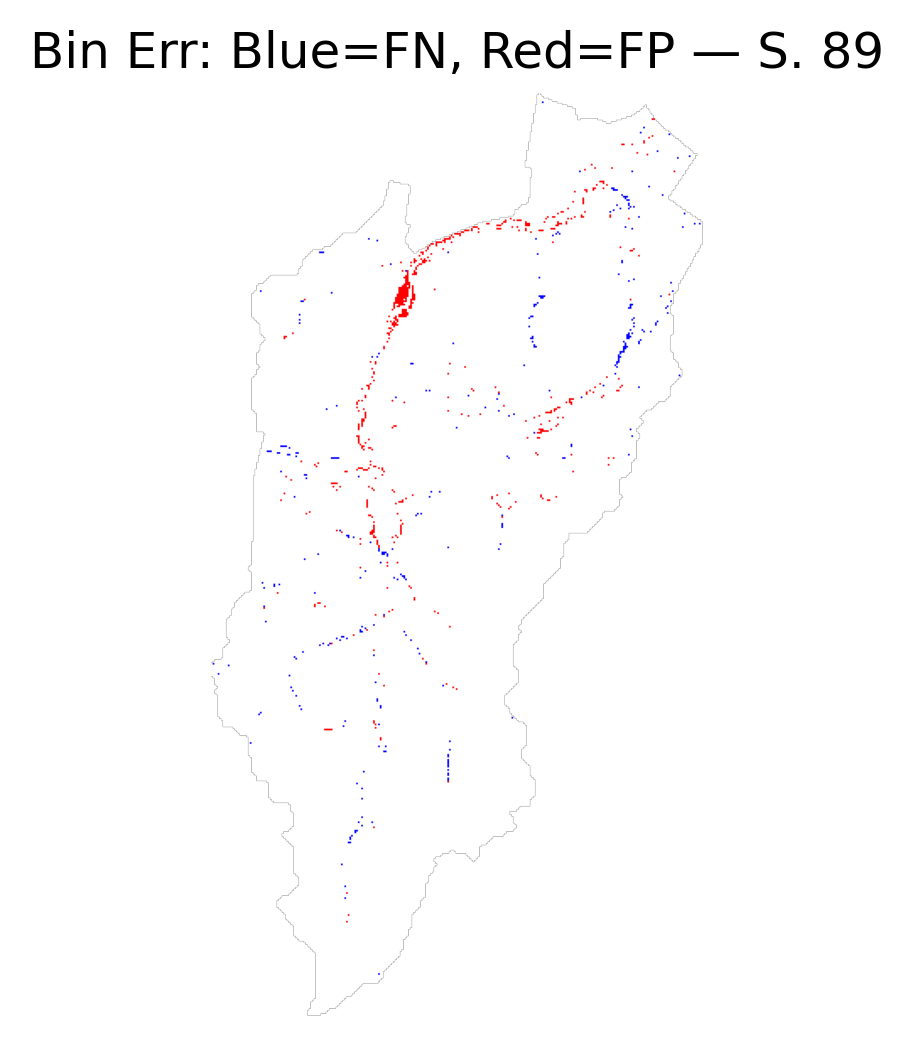 Bin Err: Blue=FN, Red=FP — S. 89